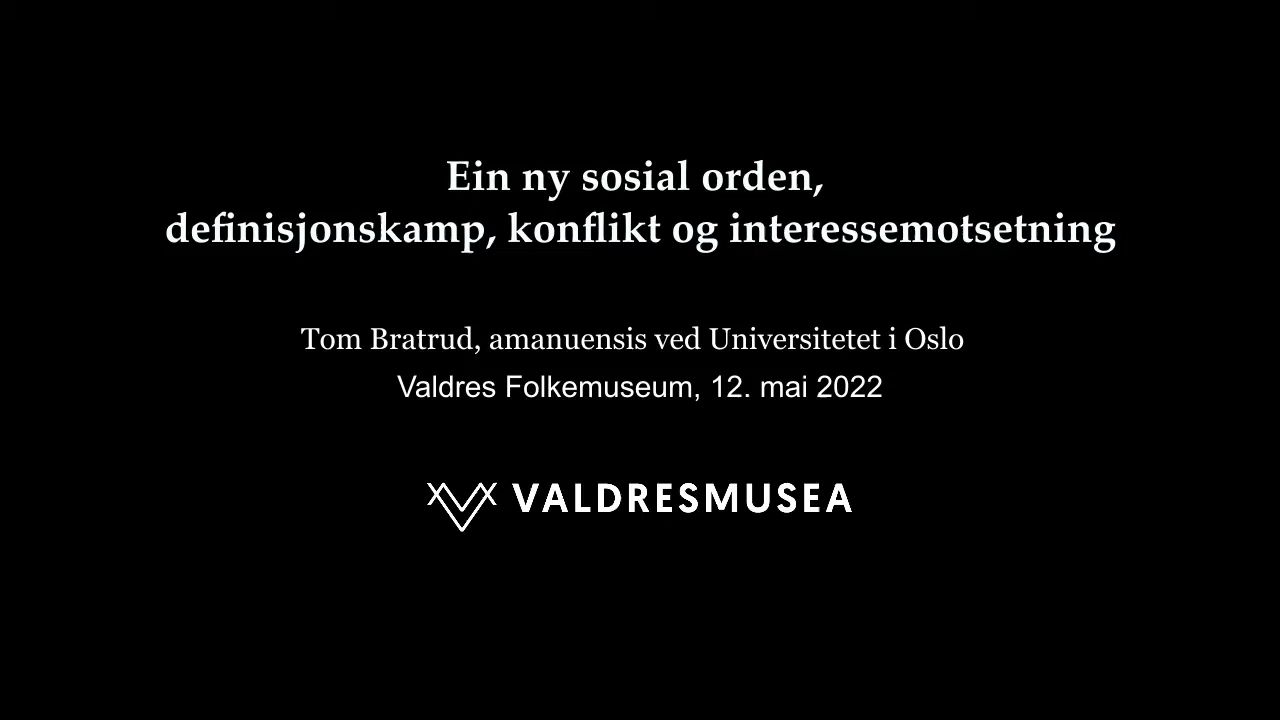 Ein ny sosial orden,
definisjonskamp, konflikt og interessemotsetning
Tom Bratrud, amanuensis ved Universitetet i Oslo
Valdres Folkemuseum, 12. mai 2022
VALDRESMUSEA